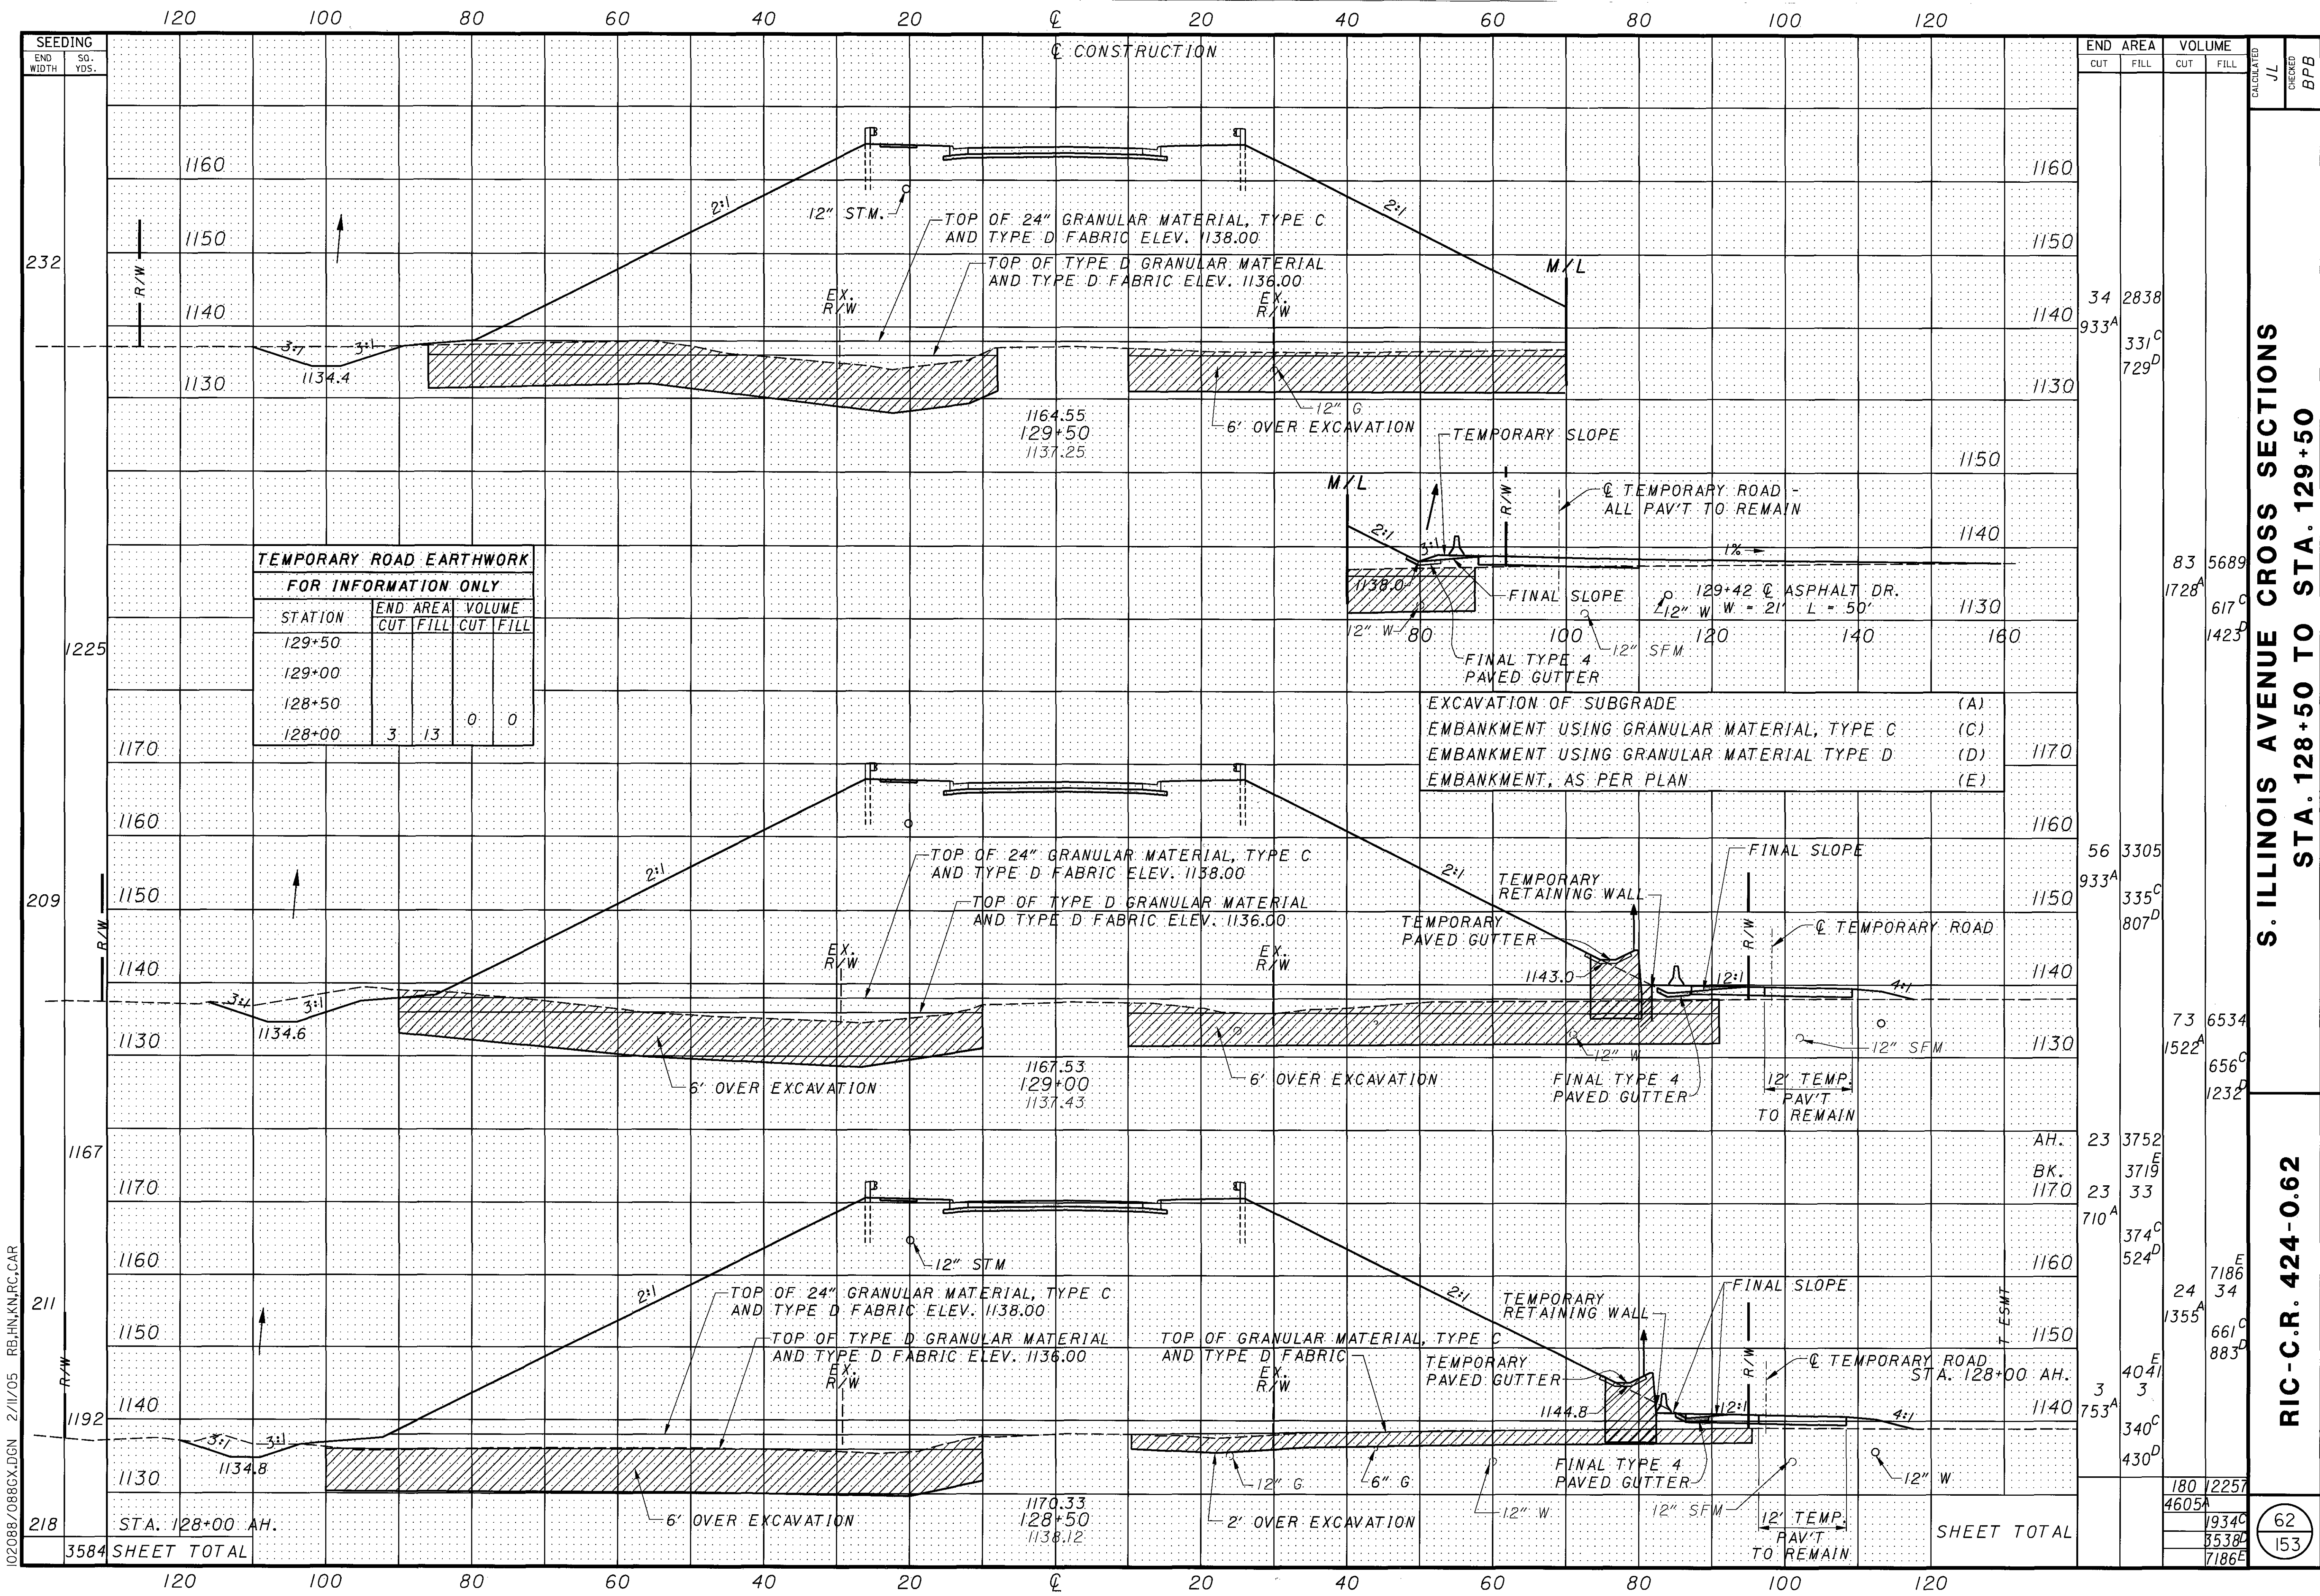 120 100 80 60 40 20 ℄ 20 40 60 80 100 120
SEEDING
END WIDTH SQ. YDS.
℄ CONSTRUCTION
END AREA VOLUME
CUT FILL CUT FILL
CALCULATED
JL
CHECKED
BPB
1160 1160
2:1
12" STM.
2:1
TOP OF 24" GRANULAR MATERIAL, TYPE C
AND TYPE D FABRIC ELEV. 1138.00
1150 1150
232
R/W
TOP OF TYPE D GRANULAR MATERIAL
AND TYPE D FABRIC ELEV. 1136.00
M/L
EX.
R/W
EX.
R/W
34 2838
1140 1140
933A
331C
729D
3:1 3:1
1134.4
1130 1130
12" G
6' OVER EXCAVATION
1164.55
129+50
1137.25
TEMPORARY SLOPE
1150
M/L
R/W
℄ TEMPORARY ROAD -
ALL PAV'T TO REMAIN
2:1
3:1
1%
1140
1138.0
FINAL SLOPE
129+42 ℄ ASPHALT DR.
12" W W = 21' L = 50'
1130
12" W
80 100 120 140 160
12" SFM
FINAL TYPE 4
PAVED GUTTER
83 5689
1728A
617C
1423D
TEMPORARY ROAD EARTHWORK
FOR INFORMATION ONLY
STATION END AREA VOLUME
CUT FILL CUT FILL
129+50
129+00
128+50
0 0
128+00 3 13
1225
EXCAVATION OF SUBGRADE (A)
EMBANKMENT USING GRANULAR MATERIAL, TYPE C (C)
EMBANKMENT USING GRANULAR MATERIAL TYPE D (D)
EMBANKMENT, AS PER PLAN (E)
1170 1170
1160 1160
2:1
2:1
TOP OF 24" GRANULAR MATERIAL, TYPE C
AND TYPE D FABRIC ELEV. 1138.00
FINAL SLOPE
56 3305
933A
335C
807D
TEMPORARY
RETAINING WALL
1150 1150
209
R/W
TOP OF TYPE D GRANULAR MATERIAL
AND TYPE D FABRIC ELEV. 1136.00
TEMPORARY
PAVED GUTTER
R/W
℄ TEMPORARY ROAD
EX.
R/W
EX.
R/W
1140 1140
1143.0
12:1
4:1
3:1 3:1
1134.6
1130 1130
12" W
12" SFM
6' OVER EXCAVATION
1167.53
129+00
1137.43
6' OVER EXCAVATION
FINAL TYPE 4
PAVED GUTTER
12' TEMP.
PAV'T
TO REMAIN
73 6534
1522A
656C
1232D
1167
AH. 23 3752E
BK. 3719
1170 1170 23 33
710A
374C
524D
12" STM
1160 1160
2:1
2:1
TOP OF 24" GRANULAR MATERIAL, TYPE C
AND TYPE D FABRIC ELEV. 1138.00
TEMPORARY
RETAINING WALL
FINAL SLOPE
T ESMT
7186E
24 34
1355A
661C
883D
211
1150 1150
R/W
TOP OF TYPE D GRANULAR MATERIAL
AND TYPE D FABRIC ELEV. 1136.00
TOP OF GRANULAR MATERIAL, TYPE C
AND TYPE D FABRIC
TEMPORARY
PAVED GUTTER
R/W
℄ TEMPORARY ROAD
STA. 128+00 AH.
EX.
R/W
EX.
R/W
4041E
3 3
753A
340C
430D
1192
1140 1140
1144.8
12:1
4:1
3:1 3:1
1134.8
1130
12" G
6" G
12" W
FINAL TYPE 4
PAVED GUTTER
12" SFM
12" W
6' OVER EXCAVATION
1170.33
128+50
1138.12
2' OVER EXCAVATION
12' TEMP.
PAV'T
TO REMAIN
218 STA. 128+00 AH.
3584 SHEET TOTAL
SHEET TOTAL
180 12257
4605A
1934C
3538D
7186E
120 100 80 60 40 20 ℄ 20 40 60 80 100 120
S. ILLINOIS AVENUE CROSS SECTIONS
STA. 128+50 TO STA. 129+50
RIC-C.R. 424-0.62
62
153
102088/088GX.DGN 2/11/05 RB,HN,KN,RC,CAR